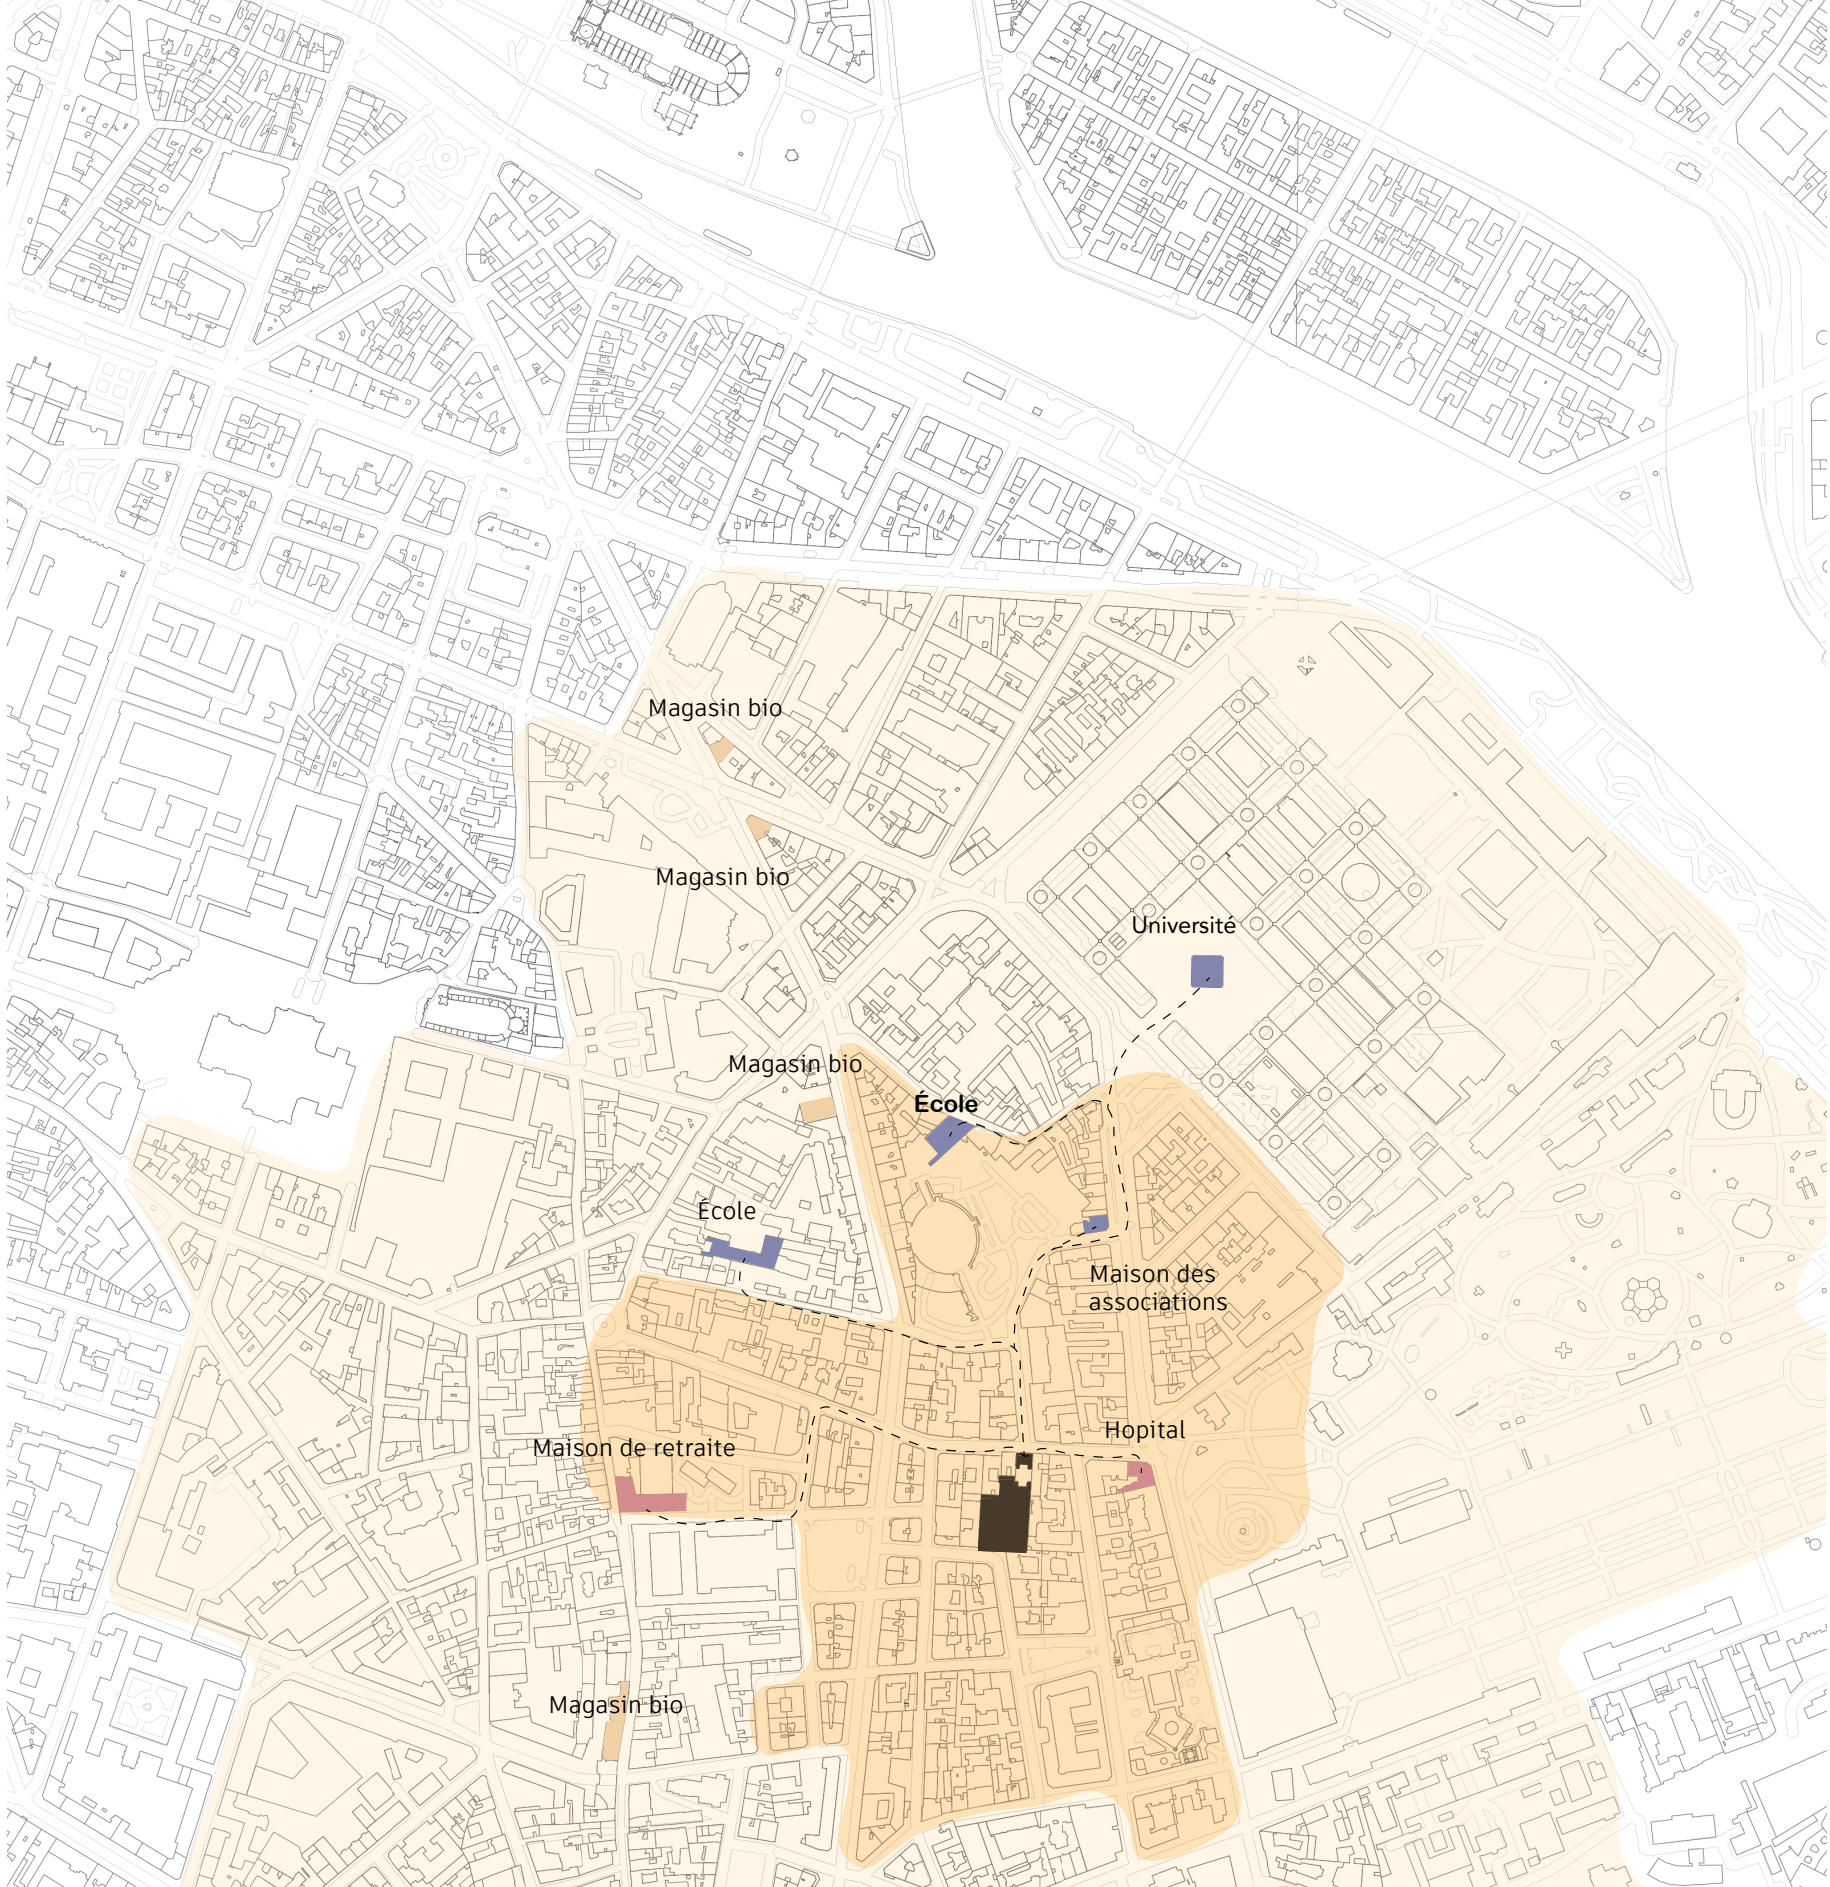 Magasin bio
Magasin bio
Université
Magasin bio
École
École
Maison des
associations
Hopital
Maison de retraite
Magasin bio